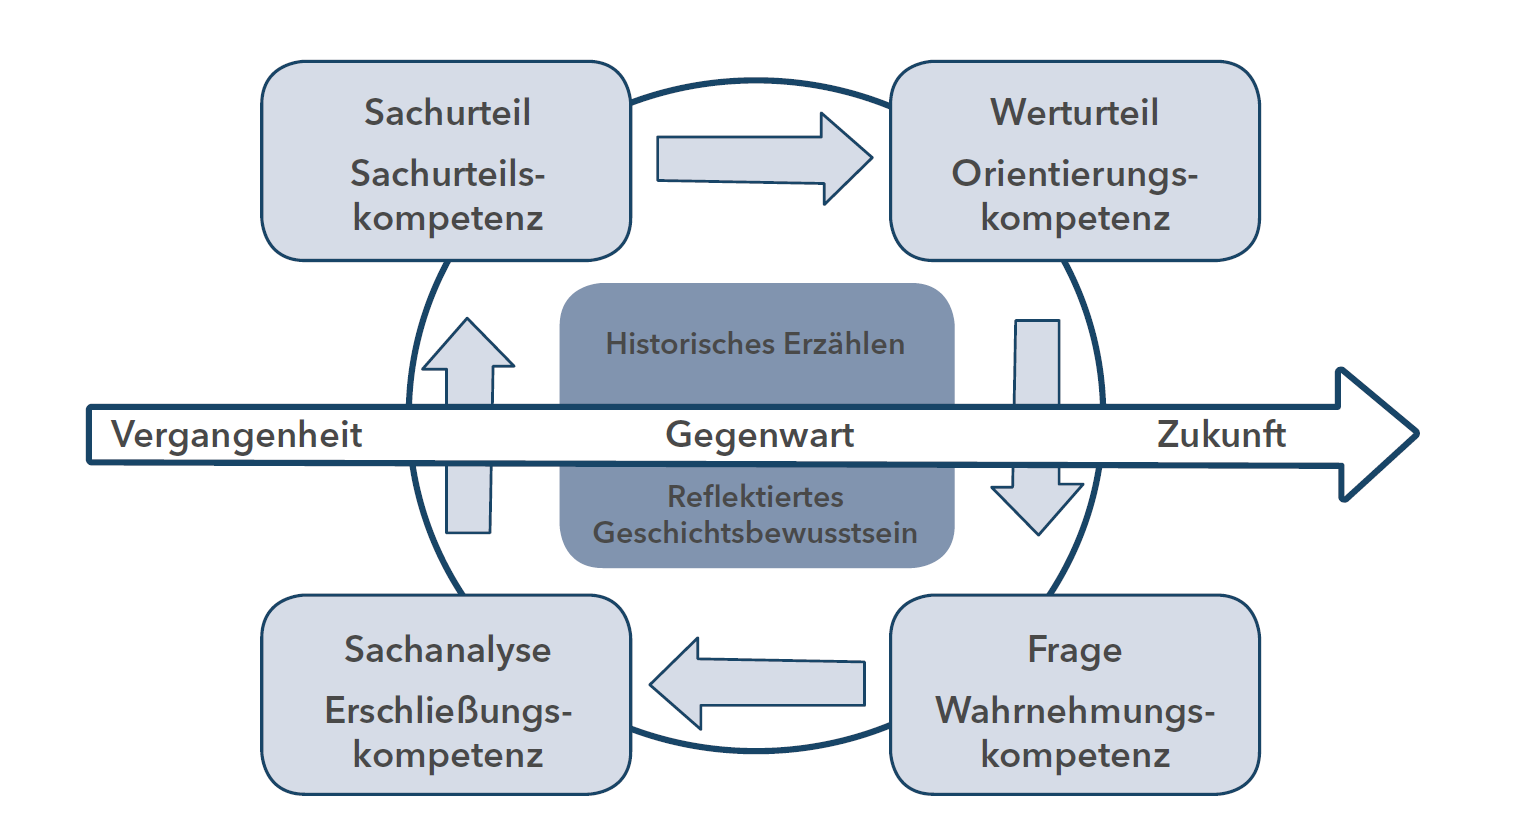 Sachurteil
Sachurteils-
kompetenz
Werturteil
Orientierungs-
kompetenz
Historisches Erzählen
Vergangenheit
Gegenwart
Zukunft
Reflektiertes
Geschichtsbewusstsein
Sachanalyse
Erschließungs-
kompetenz
Frage
Wahrnehmungs-
kompetenz